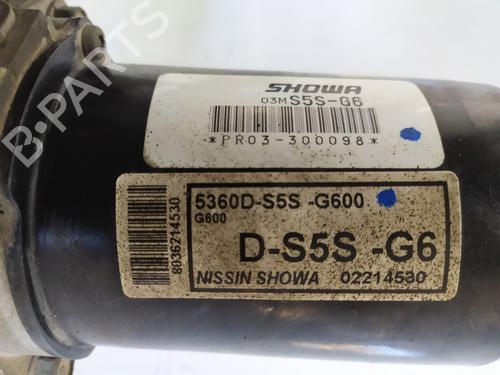 B-PARTS
SHOWA
03M S5S-G6
*PR03-300098*
5360D-S5S -G600
G600
D-S5S -G6
NISSIN SHOWA 02214530
8036214530